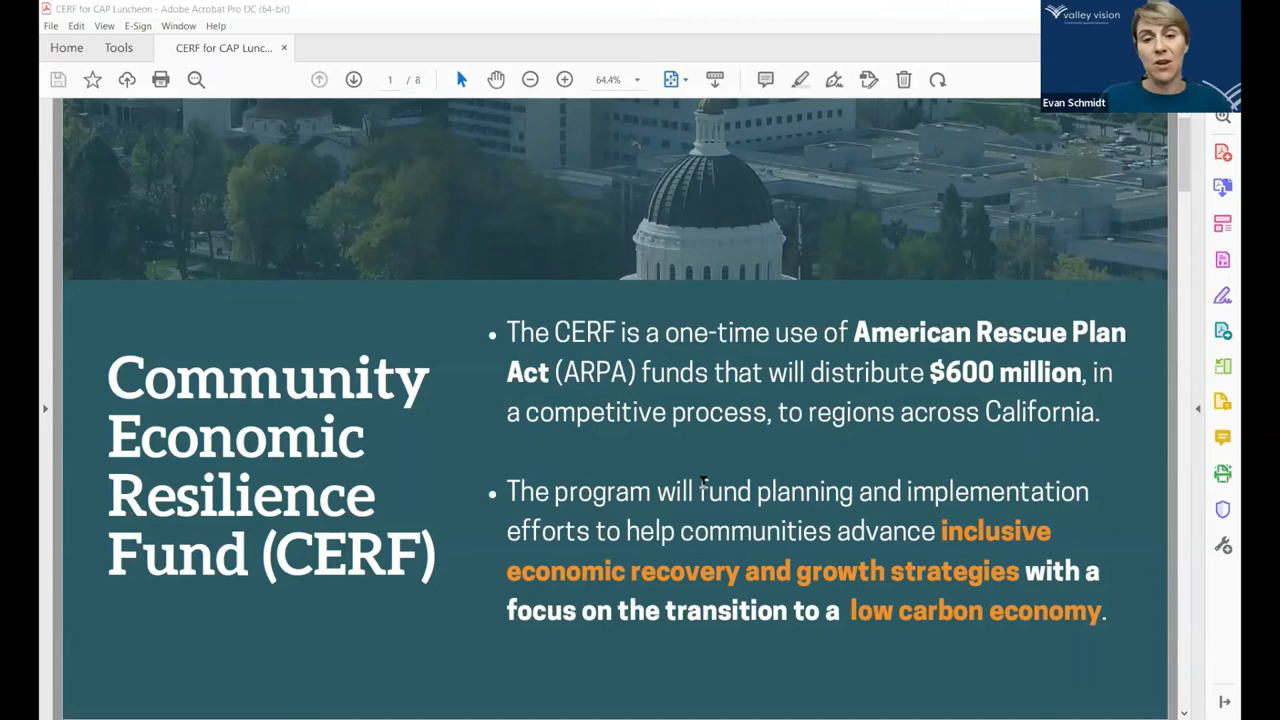 CERF for CAP Luncheon - Adobe Acrobat Pro DC (64-bit)
File Edit View E-Sign Window Help
Home Tools CERF for CAP Lunc... ×
1 / 8 64.4%
valley vision
Evan Schmidt
Community
Economic
Resilience
Fund (CERF)
• The CERF is a one-time use of American Rescue Plan
Act (ARPA) funds that will distribute $600 million, in
a competitive process, to regions across California.
• The program will fund planning and implementation
efforts to help communities advance inclusive
economic recovery and growth strategies with a
focus on the transition to a low carbon economy.